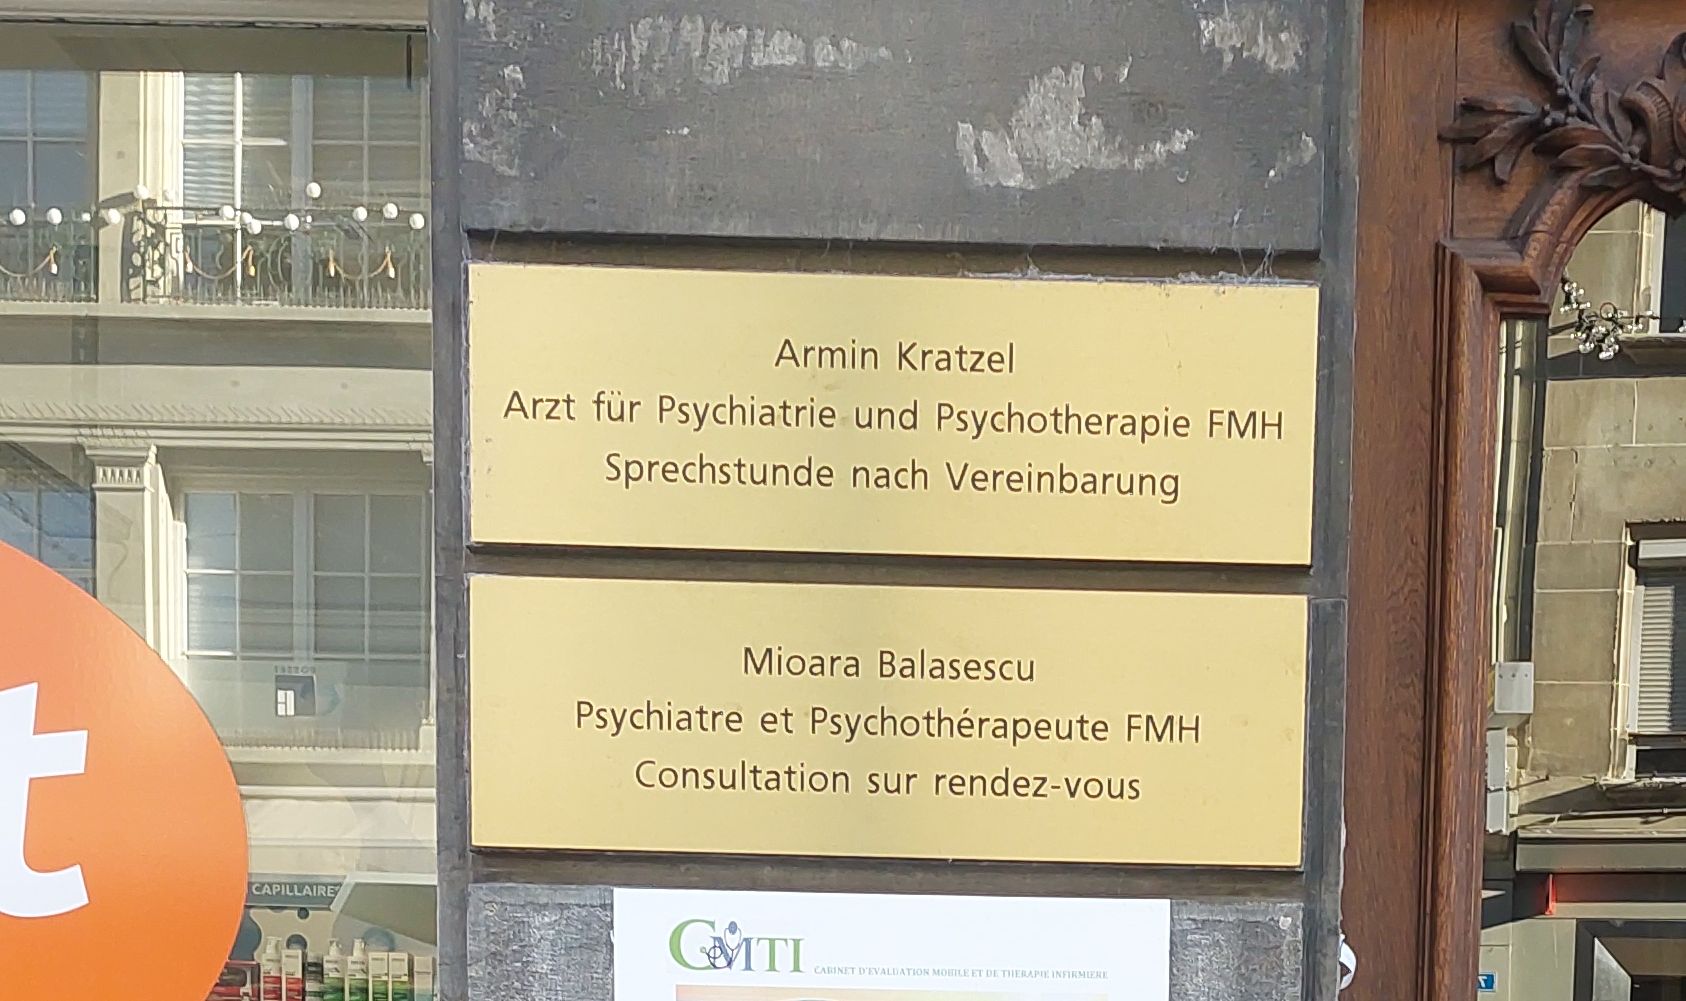 Armin Kratzel
Arzt für Psychiatrie und Psychotherapie FMH
Sprechstunde nach Vereinbarung
Mioara Balasescu
Psychiatre et Psychothérapeute FMH
Consultation sur rendez-vous
t
CAPILLAIRES
CMTI
CABINET D'EVALUATION MOBILE ET DE THERAPIE INFIRMIERE